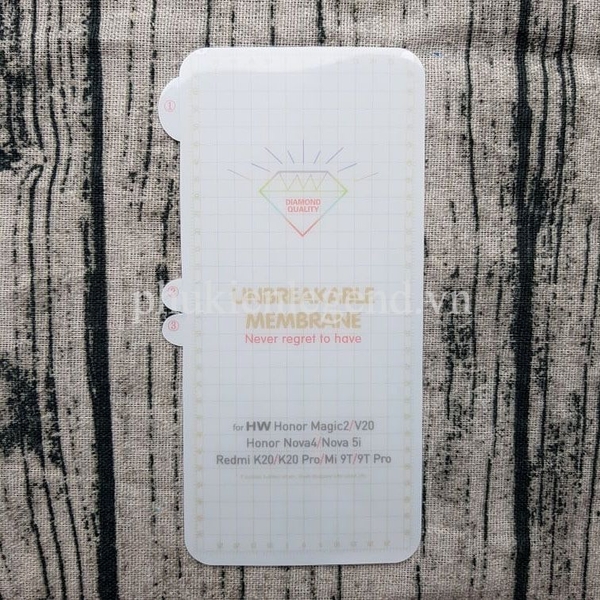 ①
DIAMOND
QUALITY
②
UNBREAKABLE
MEMBRANE
③
Never regret to have
for HW Honor Magic2/V20
Honor Nova4/Nova 5i
Redmi K20/K20 Pro/Mi 9T/9T Pro